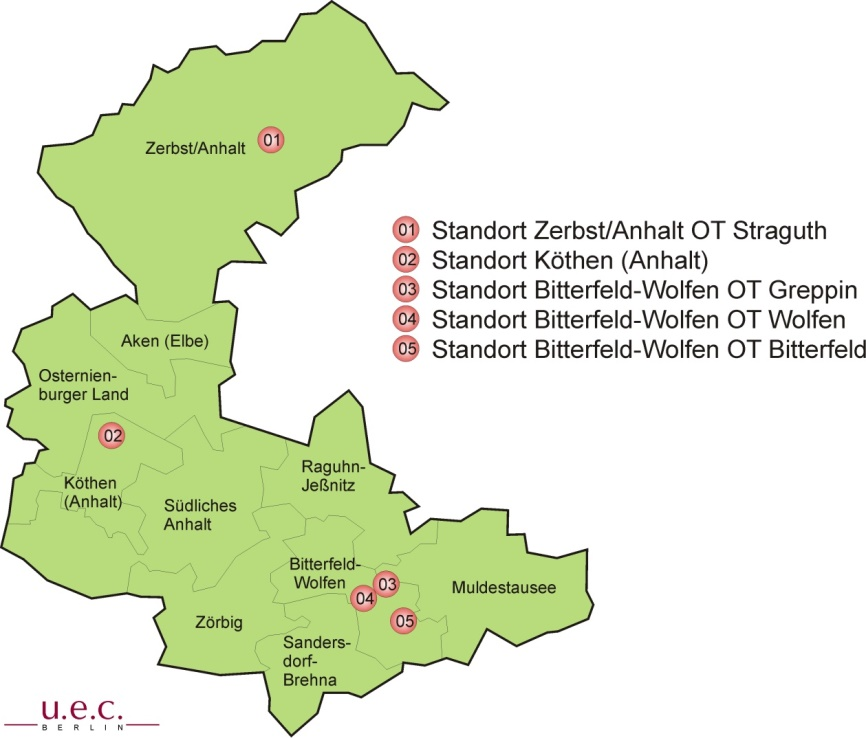 Zerbst/Anhalt
01
01 Standort Zerbst/Anhalt OT Straguth
02 Standort Köthen (Anhalt)
03 Standort Bitterfeld-Wolfen OT Greppin
04 Standort Bitterfeld-Wolfen OT Wolfen
05 Standort Bitterfeld-Wolfen OT Bitterfeld
Aken (Elbe)
Osternien-
burger Land
02
Köthen
(Anhalt)
Südliches
Anhalt
Raguhn-
Jeßnitz
Bitterfeld-
Wolfen
03
04
05
Muldestausee
Zörbig
Sanders-
dorf-
Brehna
u.e.c.
BERLIN